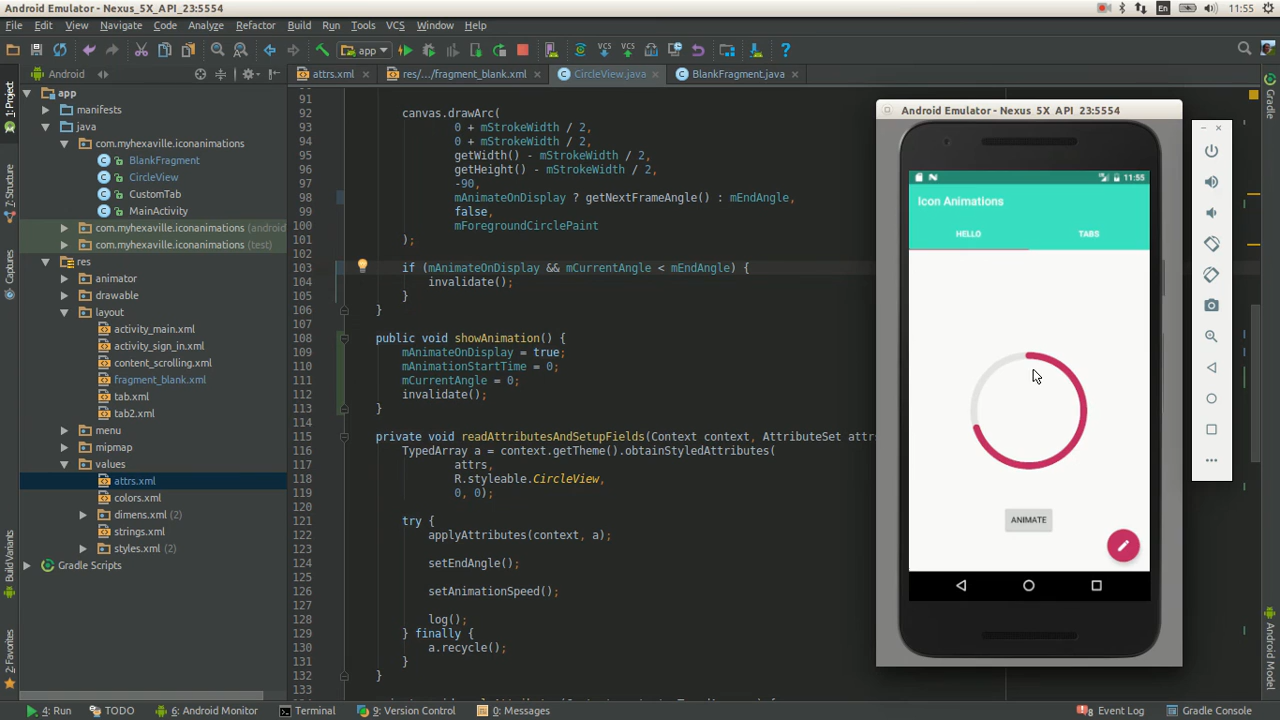 Android Emulator - Nexus_5X_API_23:5554
En
11:55
File Edit View Navigate Code Analyze Refactor Build Run Tools VCS Window Help
app
VCS VCS
Android
attrs.xml
res/.../fragment_blank.xml
CircleView.java
BlankFragment.java
1: Project
7: Structure
Captures
Build Variants
2: Favorites
app
manifests
java
com.myhexaville.iconanimations
BlankFragment
CircleView
CustomTab
MainActivity
com.myhexaville.iconanimations (android
com.myhexaville.iconanimations (test)
res
animator
drawable
layout
activity_main.xml
activity_sign_in.xml
content_scrolling.xml
fragment_blank.xml
tab.xml
tab2.xml
menu
mipmap
values
attrs.xml
colors.xml
dimens.xml (2)
strings.xml
styles.xml (2)
Gradle Scripts
91
92 canvas.drawArc(
93 0 + mStrokeWidth / 2,
94 0 + mStrokeWidth / 2,
95 getWidth() - mStrokeWidth / 2,
96 getHeight() - mStrokeWidth / 2,
97 -90,
98 mAnimateOnDisplay ? getNextFrameAngle() : mEndAngle,
99 false,
100 mForegroundCirclePaint
101 );
102
103 if (mAnimateOnDisplay && mCurrentAngle < mEndAngle) {
104 invalidate();
105 }
106 }
107
108 public void showAnimation() {
109 mAnimateOnDisplay = true;
110 mAnimationStartTime = 0;
111 mCurrentAngle = 0;
112 invalidate();
113 }
114
115 private void readAttributesAndSetupFields(Context context, AttributeSet attrs
116 TypedArray a = context.getTheme().obtainStyledAttributes(
117 attrs,
118 R.styleable.CircleView,
119 0, 0);
120
121 try {
122 applyAttributes(context, a);
123
124 setEndAngle();
125
126 setAnimationSpeed();
127
128 log();
129 } finally {
130 a.recycle();
131 }
132 }
133
Android Emulator - Nexus_5X_API_23:5554
11:55
Icon Animations
HELLO TABS
ANIMATE
Gradle
Android Model
4: Run TODO 6: Android Monitor Terminal 9: Version Control 0: Messages Event Log Gradle Console